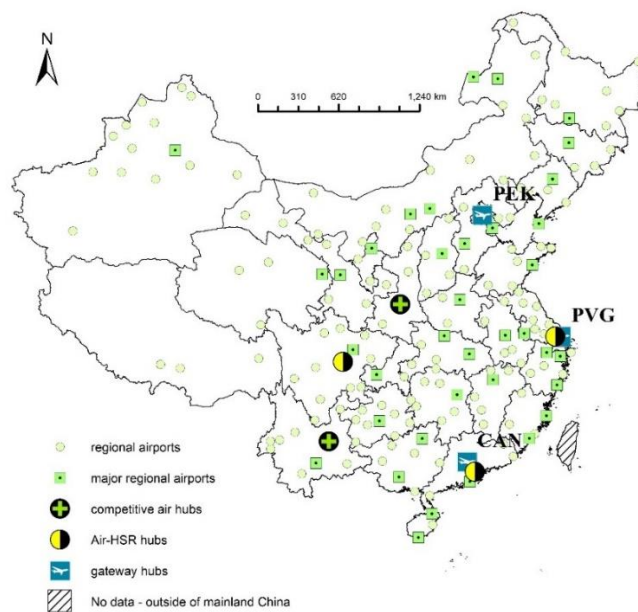 N
0 310 620 1,240 km
PEK
PVG
CAN
regional airports
major regional airports
competitive air hubs
Air-HSR hubs
gateway hubs
No data - outside of mainland China